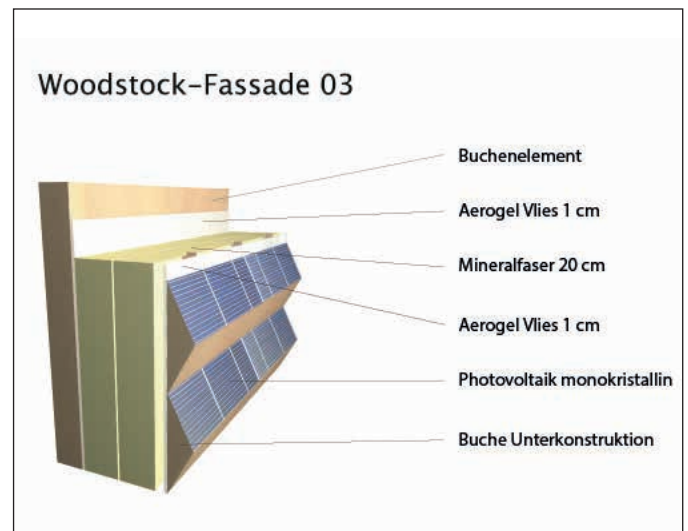 Woodstock-Fassade 03
Buchenelement
Aerogel Vlies 1 cm
Mineralfaser 20 cm
Aerogel Vlies 1 cm
Photovoltaik monokristallin
Buche Unterkonstruktion